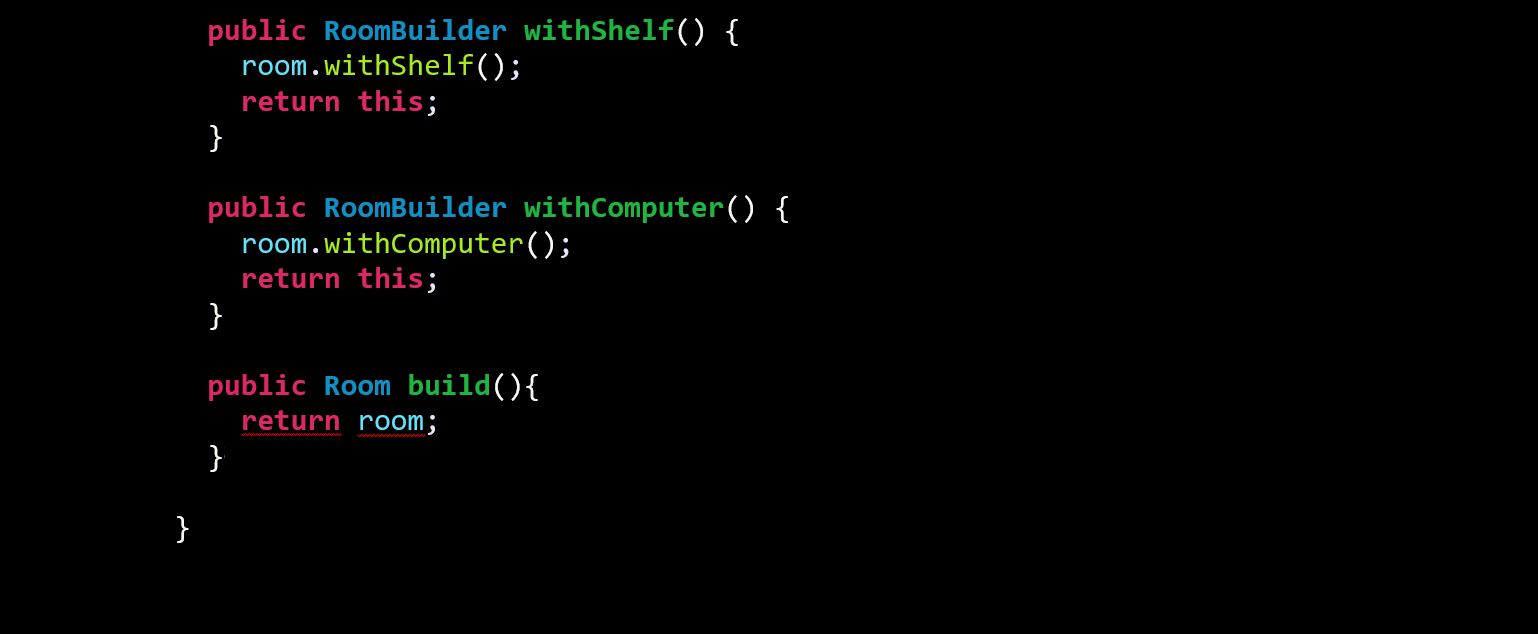 public RoomBuilder withShelf() {
room.withShelf();
return this;
}
public RoomBuilder withComputer() {
room.withComputer();
return this;
}
public Room build(){
return room;
}
}